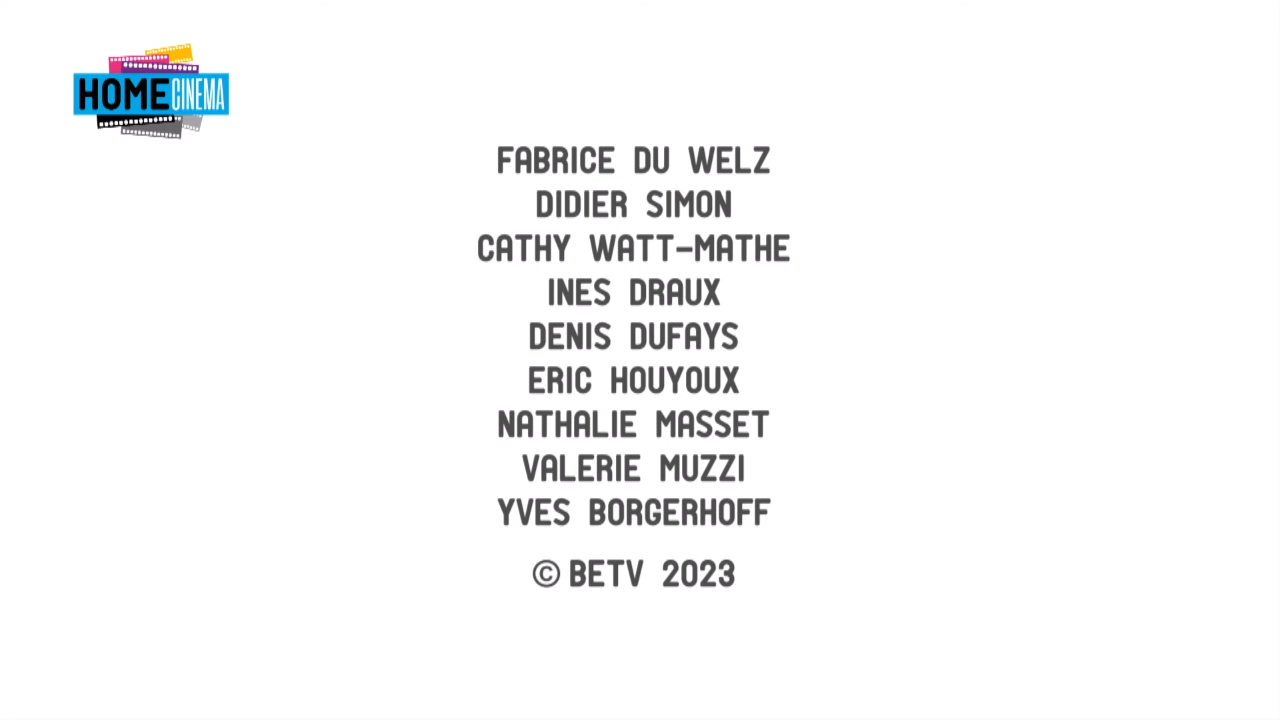 HOME CINEMA
FABRICE DU WELZ
DIDIER SIMON
CATHY WATT-MATHE
INES DRAUX
DENIS DUFAYS
ERIC HOUYOUX
NATHALIE MASSET
VALERIE MUZZI
YVES BORGERHOFF
© BETV 2023